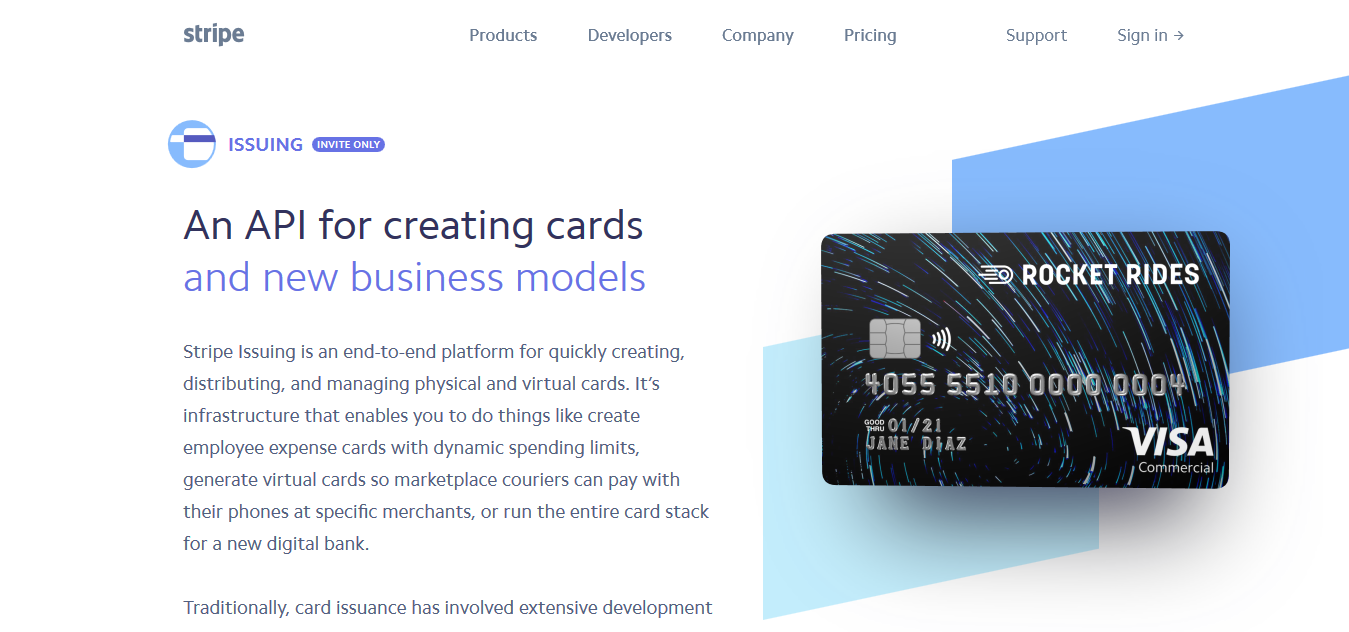 stripe
Products Developers Company Pricing Support Sign in →
ISSUING INVITE ONLY
An API for creating cards
and new business models
Stripe Issuing is an end-to-end platform for quickly creating,
distributing, and managing physical and virtual cards. It’s
infrastructure that enables you to do things like create
employee expense cards with dynamic spending limits,
generate virtual cards so marketplace couriers can pay with
their phones at specific merchants, or run the entire card stack
for a new digital bank.
Traditionally, card issuance has involved extensive development
ROCKET RIDES
4055 5510 0000 0004
GOOD THRU 01/21
JANE DIAZ
VISA
Commercial